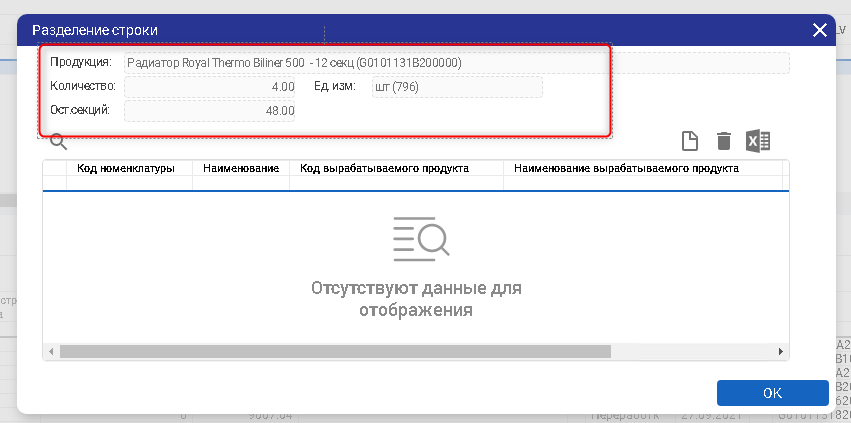 Разделение строки
LV
Продукция: Радиатор Royal Thermo Biliner 500 - 12 секц (G0101131B200000)
Количество: 4.00 Ед. изм: шт (796)
Ост.секций: 48.00
Код номенклатуры Наименование Код вырабатываемого продукта Наименование вырабатываемого продукта
Отсутствуют данные для
отображения
OK